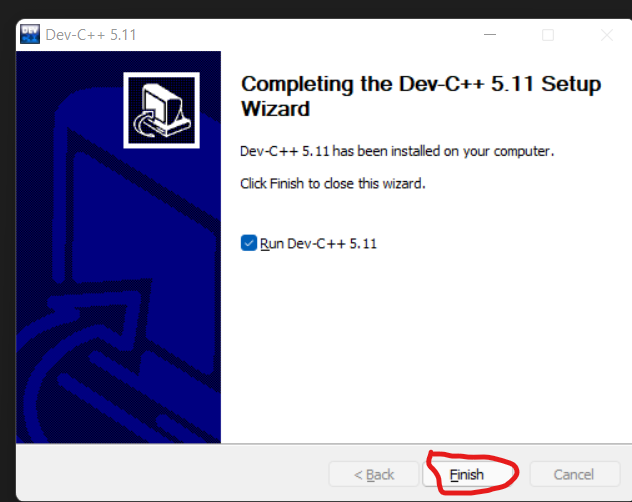 Dev-C++ 5.11
Completing the Dev-C++ 5.11 Setup
Wizard
Dev-C++ 5.11 has been installed on your computer.
Click Finish to close this wizard.
Run Dev-C++ 5.11
< Back
Finish
Cancel